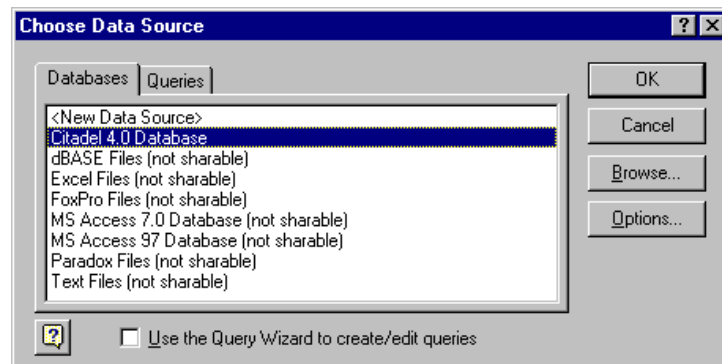 Choose Data Source
Databases
Queries
<New Data Source>
Citadel 4.0 Database
dBASE Files (not sharable)
Excel Files (not sharable)
FoxPro Files (not sharable)
MS Access 7.0 Database (not sharable)
MS Access 97 Database (not sharable)
Paradox Files (not sharable)
Text Files (not sharable)
OK
Cancel
Browse...
Options...
Use the Query Wizard to create/edit queries